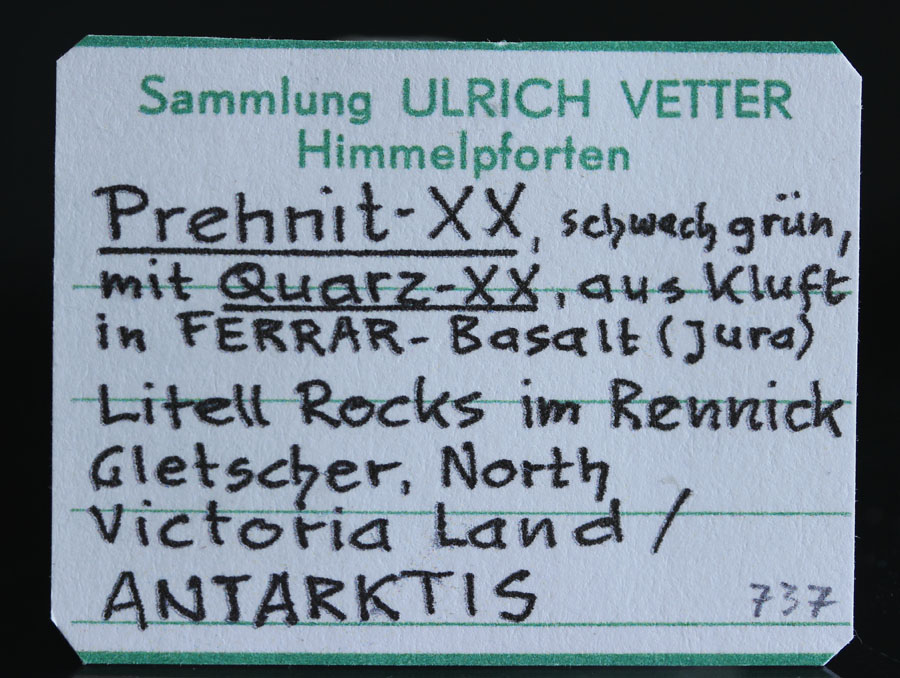 Sammlung ULRICH VETTER
Himmelpforten
Prehnit-XX, schwach grün,
mit Quarz-XX, aus Kluft
in FERRAR-Basalt (Jura)
Litell Rocks im Rennick
Gletscher, North
Victoria Land /
ANTARKTIS
737